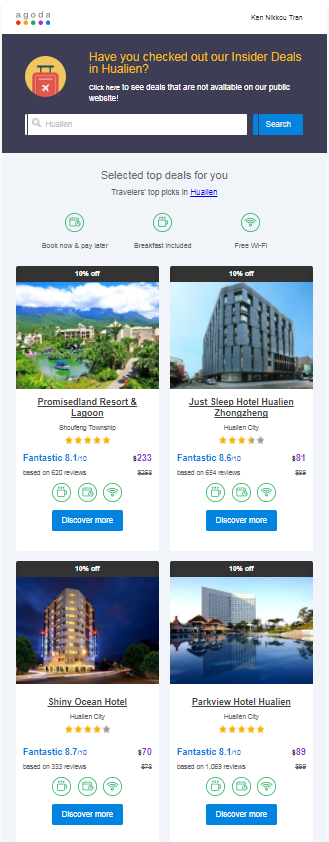 agoda
Ken Nikkou Tran
Have you checked out our Insider Deals
in Hualien?
Click here to see deals that are not available on our public
website!
Hualien
Search
Selected top deals for you
Travelers' top picks in Hualien
Book now & pay later
Breakfast included
Free Wi-Fi
10% off
Promisedland Resort &
Lagoon
Shoufeng Township
Fantastic 8.1/10
$233
based on 620 reviews
Discover more
10% off
Just Sleep Hotel Hualien
Zhongzheng
Hualien City
Fantastic 8.6/10
$81
based on 654 reviews
Discover more
10% off
Shiny Ocean Hotel
Hualien City
Fantastic 8.7/10
$70
based on 333 reviews
Discover more
10% off
Parkview Hotel Hualien
Hualien City
Fantastic 8.1/10
$89
based on 1,069 reviews
Discover more